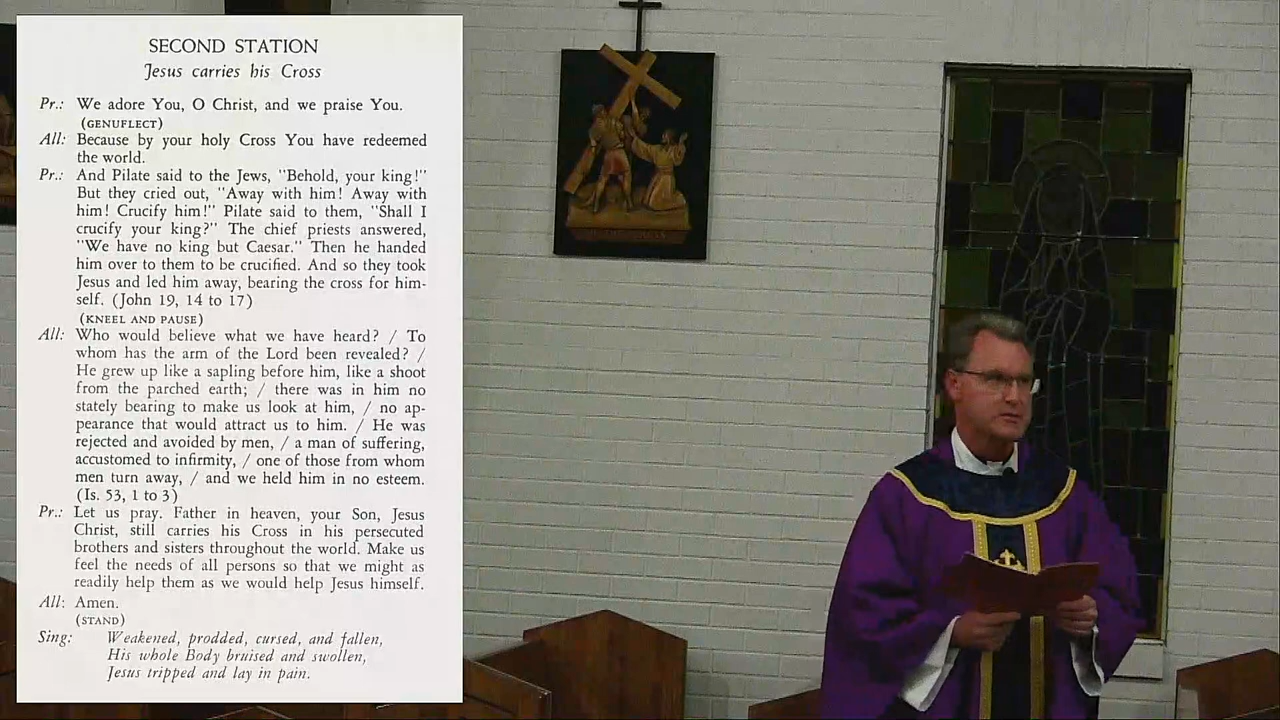 SECOND STATION
Jesus carries his Cross
Pr.: We adore You, O Christ, and we praise You.
(GENUFLECT)
All: Because by your holy Cross You have redeemed
the world.
Pr.: And Pilate said to the Jews, "Behold, your king!"
But they cried out, "Away with him! Away with
him! Crucify him!" Pilate said to them, "Shall I
crucify your king?" The chief priests answered,
"We have no king but Caesar." Then he handed
him over to them to be crucified. And so they took
Jesus and led him away, bearing the cross for him-
self. (John 19, 14 to 17)
(KNEEL AND PAUSE)
All: Who would believe what we have heard? / To
whom has the arm of the Lord been revealed? /
He grew up like a sapling before him, like a shoot
from the parched earth; / there was in him no
stately bearing to make us look at him, / no ap-
pearance that would attract us to him. / He was
rejected and avoided by men, / a man of suffering,
accustomed to infirmity, / one of those from whom
men turn away, / and we held him in no esteem.
(Is. 53, 1 to 3)
Pr.: Let us pray. Father in heaven, your Son, Jesus
Christ, still carries his Cross in his persecuted
brothers and sisters throughout the world. Make us
feel the needs of all persons so that we might as
readily help them as we would help Jesus himself.
All: Amen.
(STAND)
Sing: Weakened, prodded, cursed, and fallen,
His whole Body bruised and swollen,
Jesus tripped and lay in pain.